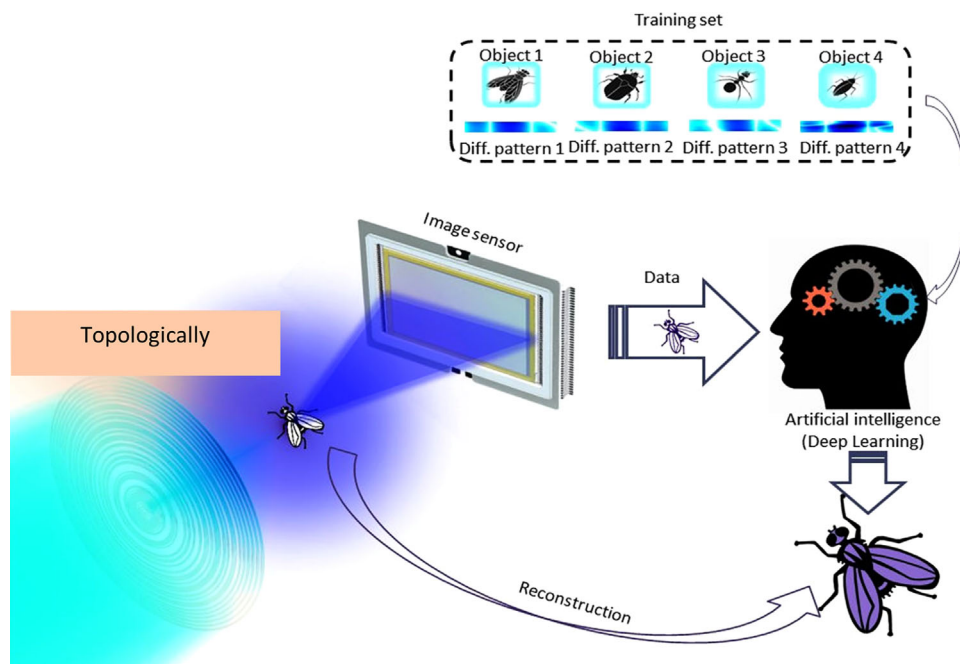 Training set
Object 1 Object 2 Object 3 Object 4
Diff. pattern 1 Diff. pattern 2 Diff. pattern 3 Diff. pattern 4
Image sensor
Data
Topologically
Artificial intelligence
(Deep Learning)
Reconstruction